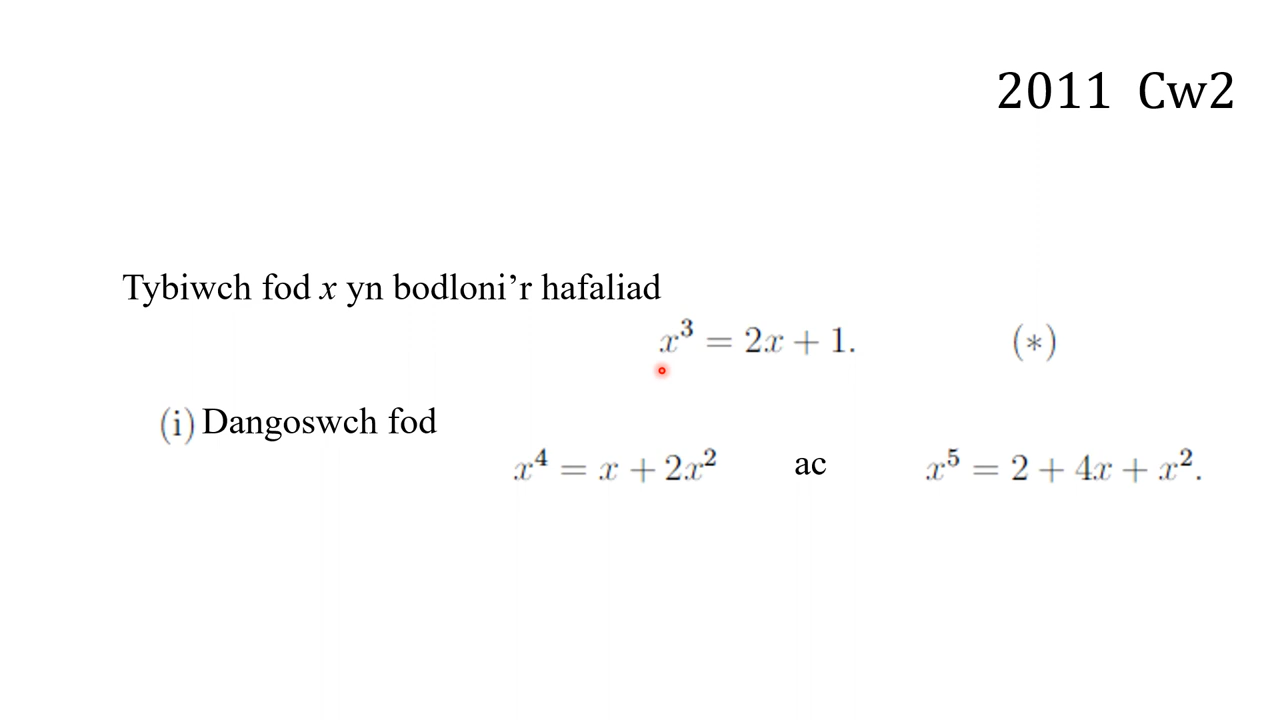 2011 Cw2
Tybiwch fod x yn bodloni’r hafaliad
x³ = 2x + 1. (*)
(i) Dangoswch fod
x⁴ = x + 2x² ac x⁵ = 2 + 4x + x².